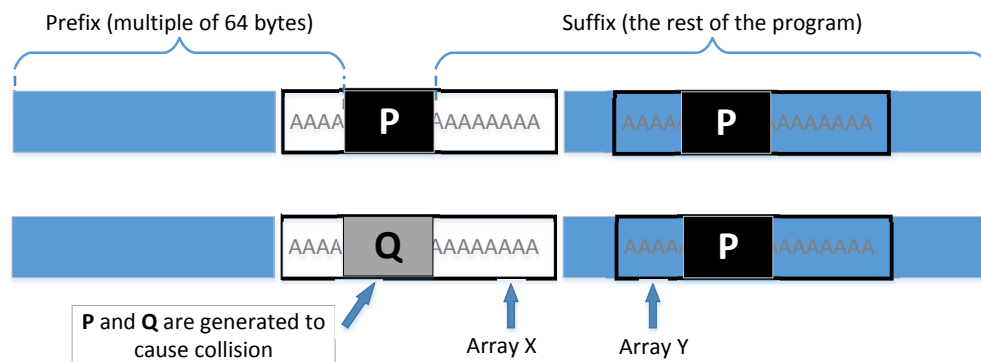 Prefix (multiple of 64 bytes)
Suffix (the rest of the program)
AAAA P AAAAAAAA
AAAA P AAAAAAA
AAAA Q AAAAAAAA
AAAA P AAAAAAA
P and Q are generated to
cause collision
Array X
Array Y